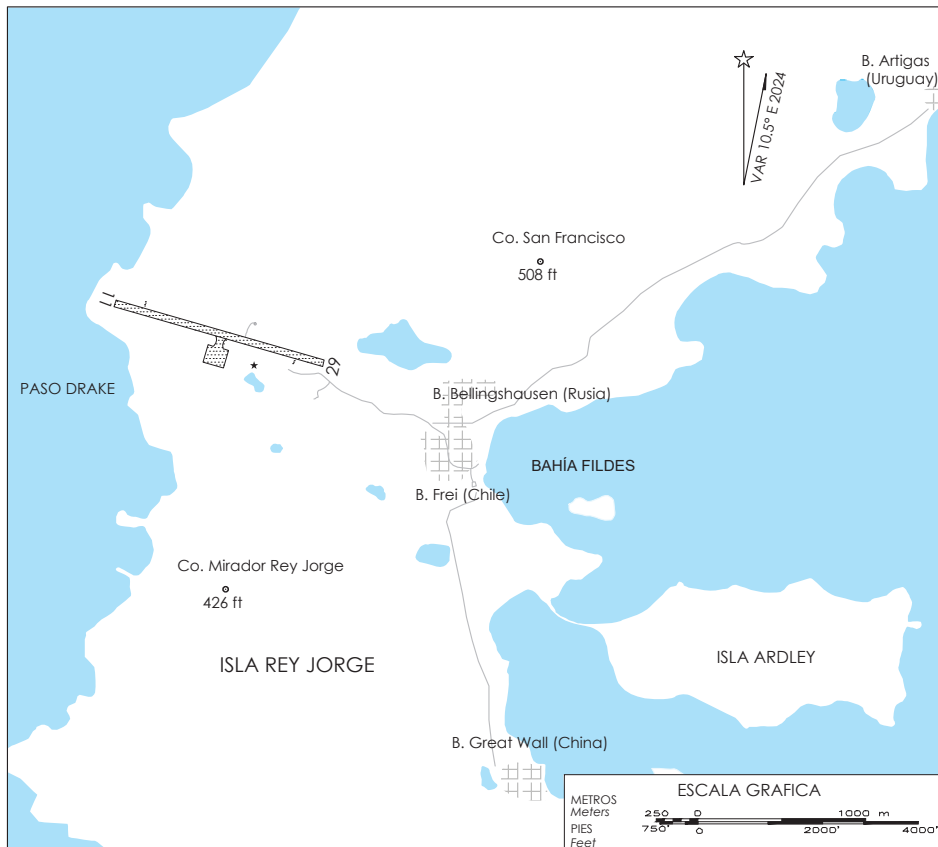 B. Artigas
(Uruguay)
VAR 10.5° E 2024
Co. San Francisco
508 ft
11
29
PASO DRAKE
B. Bellingshausen (Rusia)
BAHÍA FILDES
B. Frei (Chile)
Co. Mirador Rey Jorge
426 ft
ISLA REY JORGE
ISLA ARDLEY
B. Great Wall (China)
ESCALA GRAFICA
METROS
Meters
250 0 1000 m
PIES
Feet
750' 0 2000' 4000'